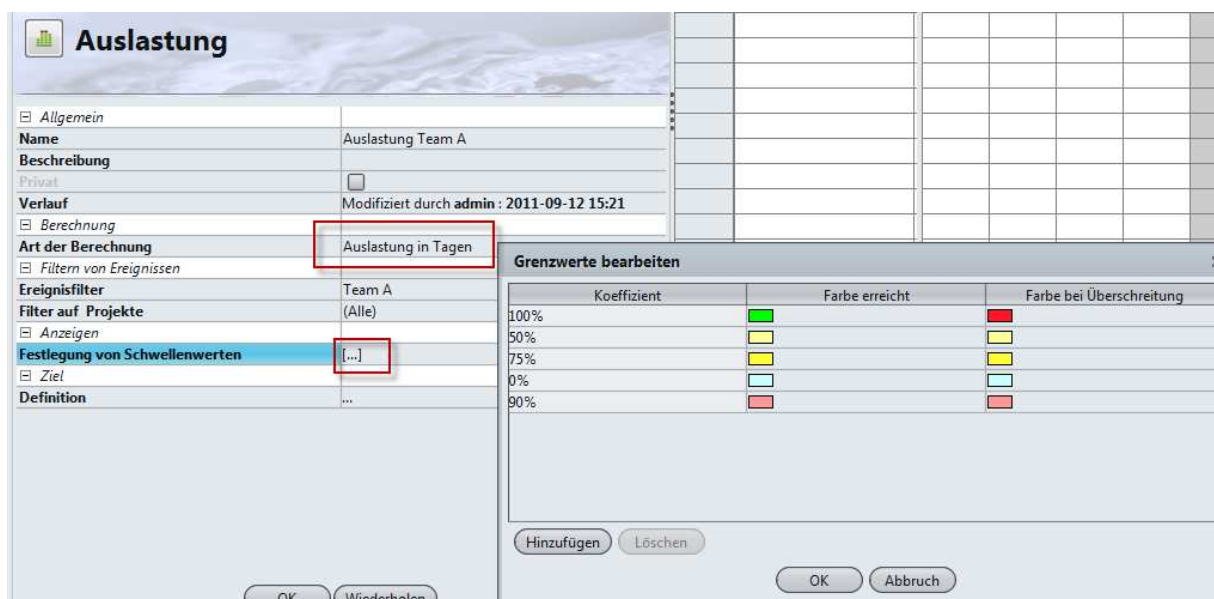 Auslastung
Allgemein
Name Auslastung Team A
Beschreibung
Privat
Verlauf Modifiziert durch admin : 2011-09-12 15:21
Berechnung
Art der Berechnung Auslastung in Tagen
Filtern von Ereignissen
Ereignisfilter Team A
Filter auf Projekte (Alle)
Anzeigen
Festlegung von Schwellenwerten [...]
Ziel
Definition ...
OK Wiederholen
Grenzwerte bearbeiten
Koeffizient Farbe erreicht Farbe bei Überschreitung
100%
50%
75%
0%
90%
Hinzufügen Löschen
OK Abbruch